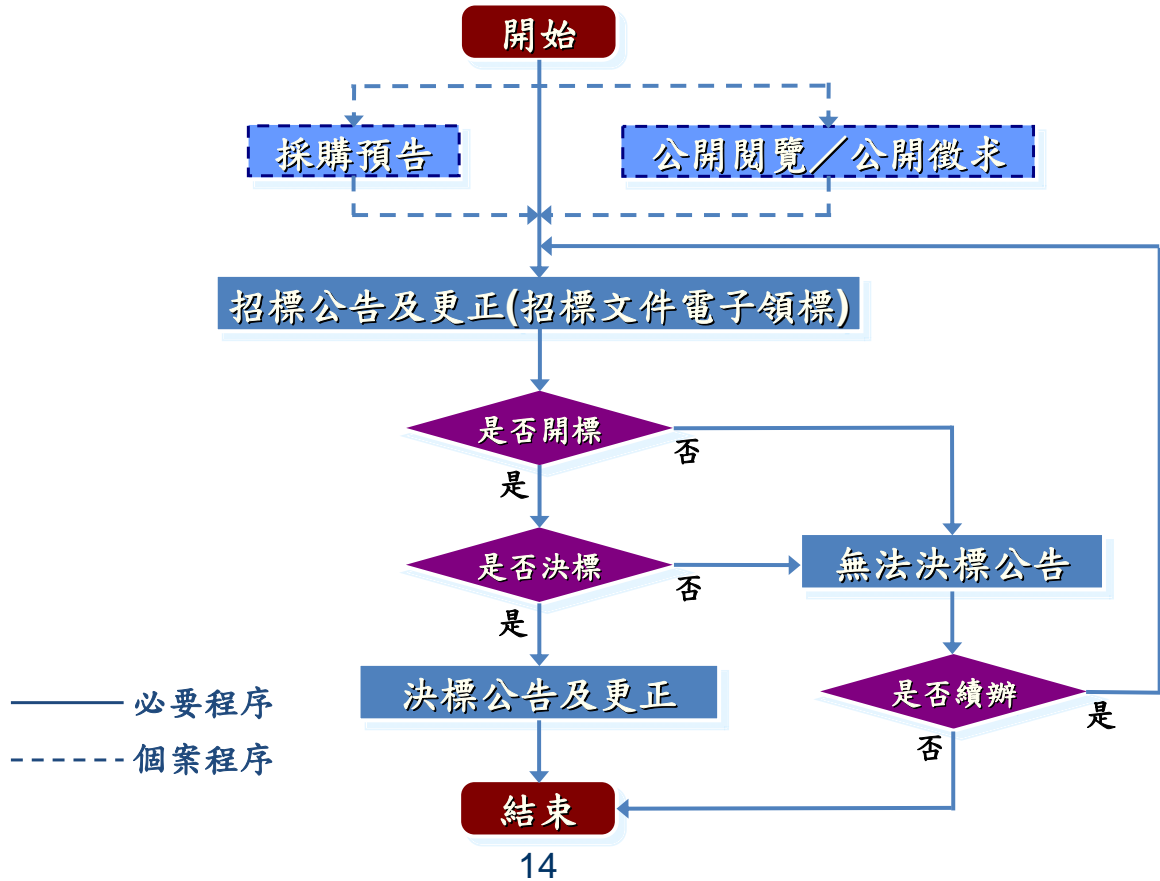 開始
採購預告
公開閱覽／公開徵求
招標公告及更正(招標文件電子領標)
是否開標
否
是
是否決標
否
無法決標公告
是
決標公告及更正
是否續辦
是
否
必要程序
個案程序
結束
14